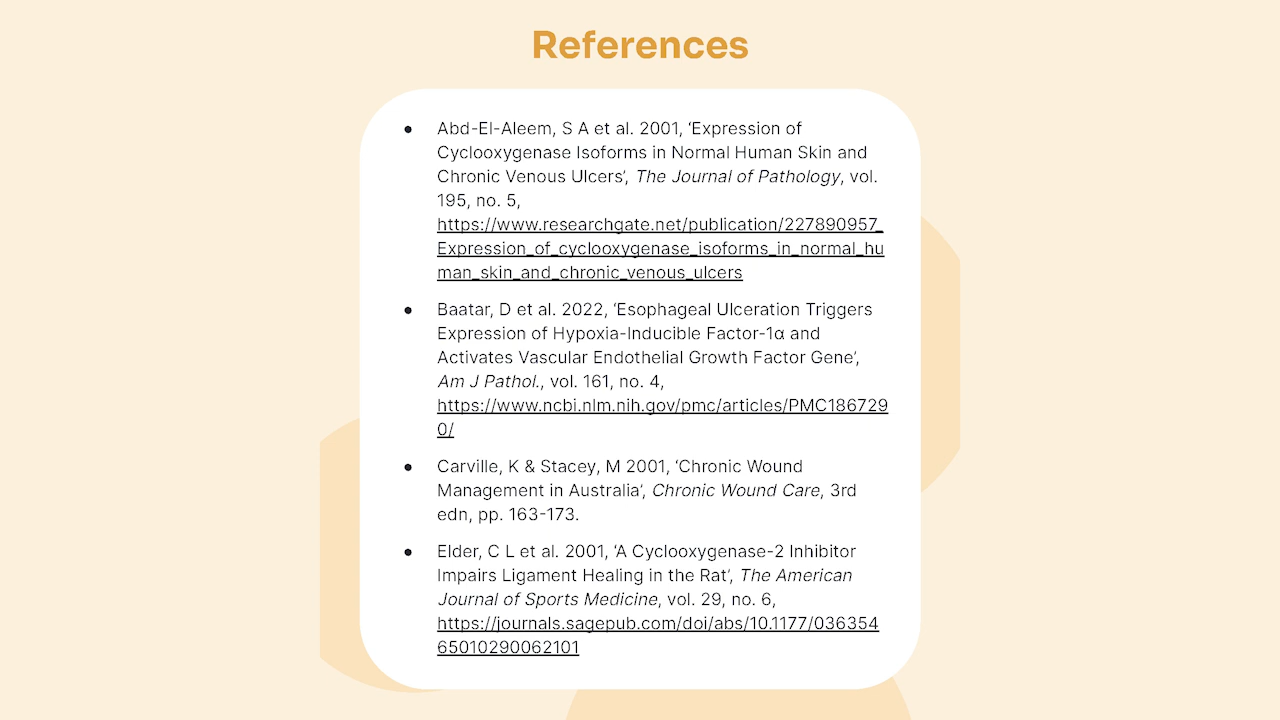 References
● Abd-El-Aleem, S A et al. 2001, ‘Expression of
Cyclooxygenase Isoforms in Normal Human Skin and
Chronic Venous Ulcers’, The Journal of Pathology, vol.
195, no. 5,
https://www.researchgate.net/publication/227890957_
Expression_of_cyclooxygenase_isoforms_in_normal_hu
man_skin_and_chronic_venous_ulcers
● Baatar, D et al. 2022, ‘Esophageal Ulceration Triggers
Expression of Hypoxia-Inducible Factor-1α and
Activates Vascular Endothelial Growth Factor Gene’,
Am J Pathol., vol. 161, no. 4,
https://www.ncbi.nlm.nih.gov/pmc/articles/PMC186729
0/
● Carville, K & Stacey, M 2001, ‘Chronic Wound
Management in Australia’, Chronic Wound Care, 3rd
edn, pp. 163-173.
● Elder, C L et al. 2001, ‘A Cyclooxygenase-2 Inhibitor
Impairs Ligament Healing in the Rat’, The American
Journal of Sports Medicine, vol. 29, no. 6,
https://journals.sagepub.com/doi/abs/10.1177/036354
65010290062101